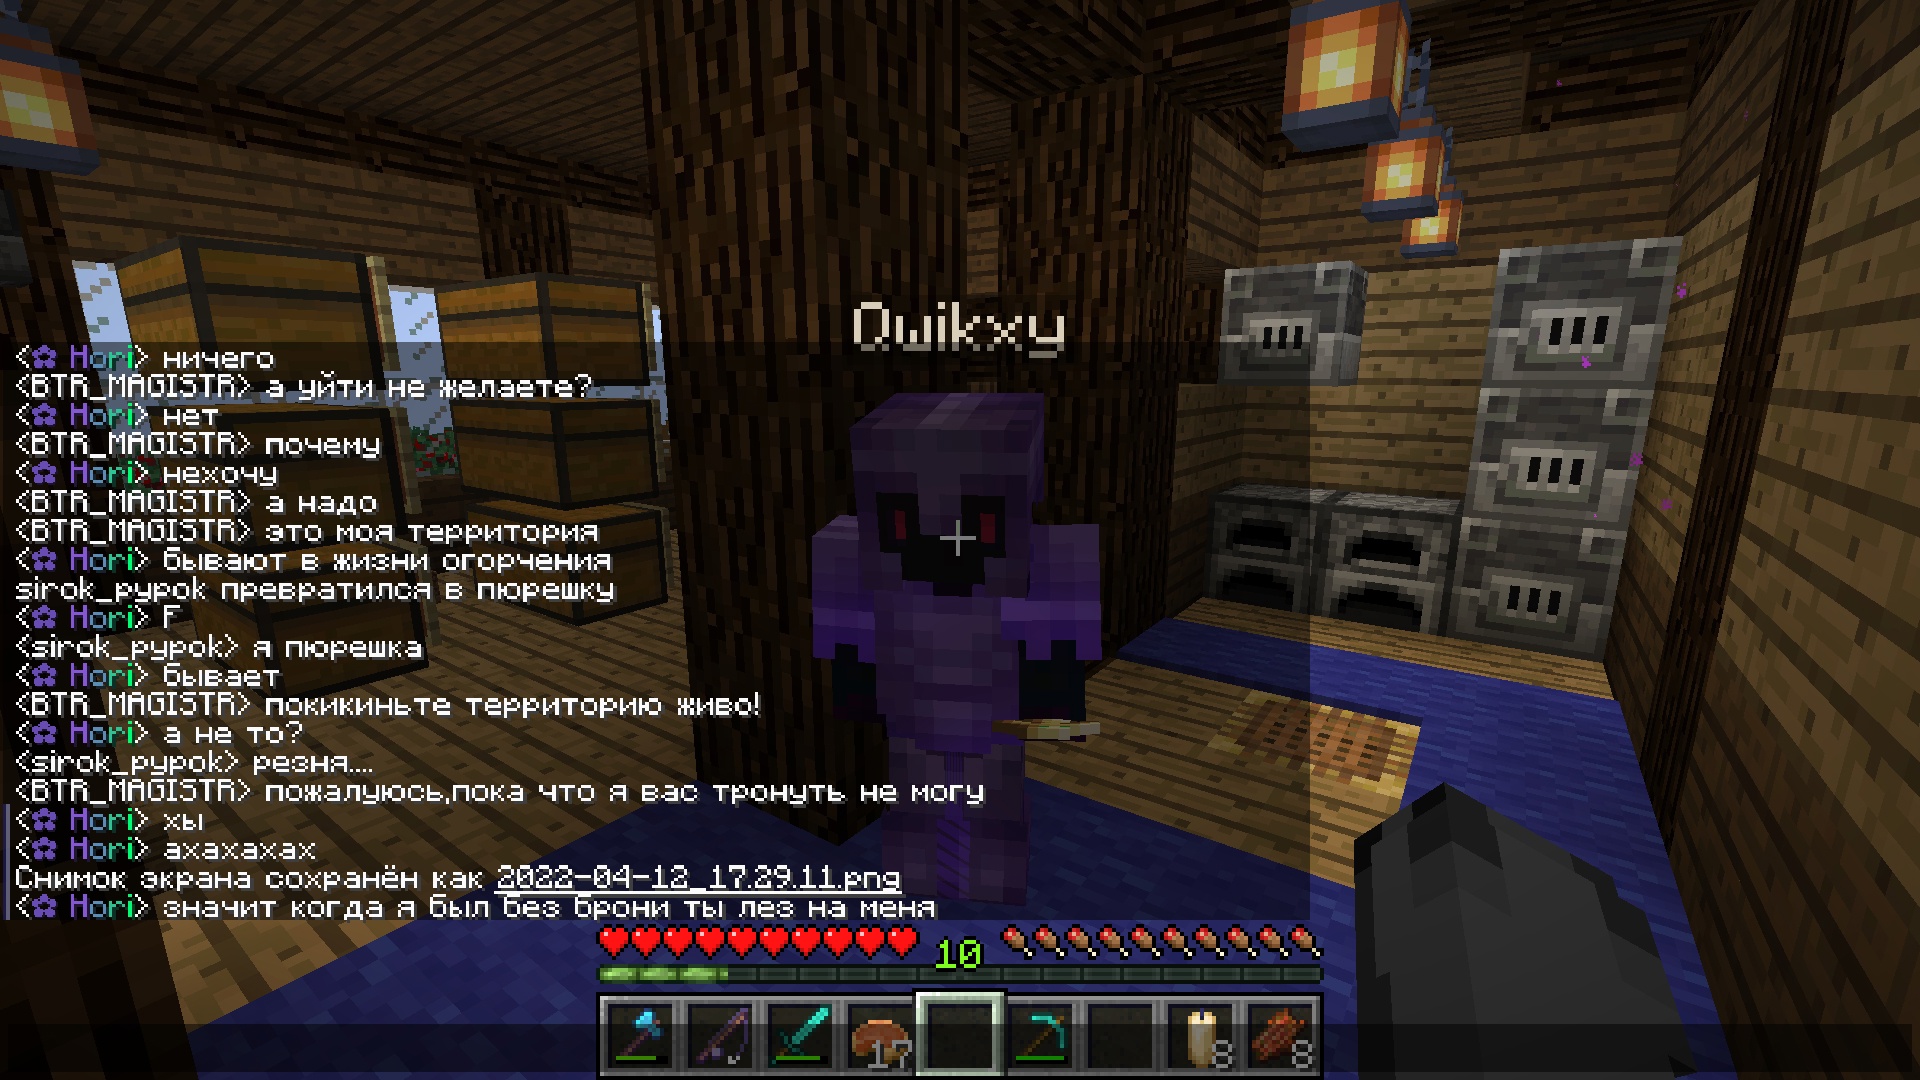 Qwikxy
<✿ Hori> ничего
<BTR_MAGISTR> а уйти не желаете?
<✿ Hori> нет
<BTR_MAGISTR> почему
<✿ Hori> нехочу
<BTR_MAGISTR> а надо
<BTR_MAGISTR> это моя территория
<✿ Hori> бывают в жизни огорчения
sirok_pypok превратился в пюрешку
<✿ Hori> F
<sirok_pypok> я пюрешка
<✿ Hori> бывает
<BTR_MAGISTR> покикиньте территорию живо!
<✿ Hori> а не то?
<sirok_pypok> резня....
<BTR_MAGISTR> пожалуюсь,пока что я вас тронуть не могу
<✿ Hori> хы
<✿ Hori> ахахахах
Снимок экрана сохранён как 2022-04-12_17.29.11.png
<✿ Hori> значит когда я был без брони ты лез на меня
10
17 8 8